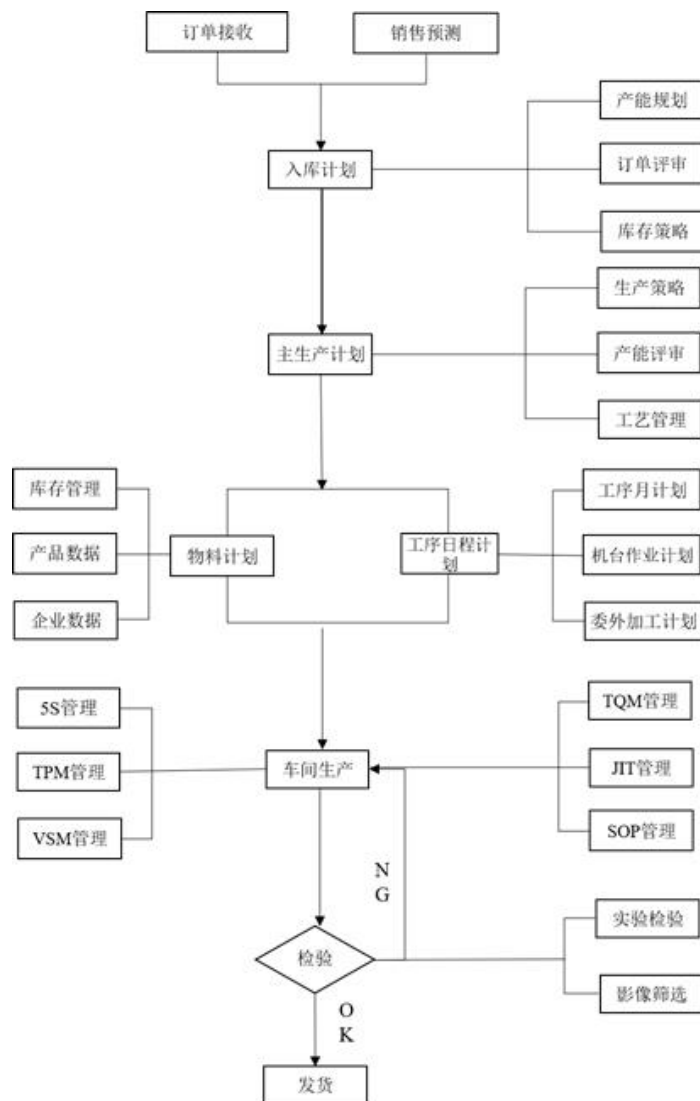 订单接收
销售预测
产能规划
入库计划
订单评审
库存策略
生产策略
主生产计划
产能评审
工艺管理
库存管理
工序月计划
产品数据
物料计划
工序日程计
划
机台作业计划
企业数据
委外加工计划
5S管理
TQM管理
TPM管理
车间生产
JIT管理
VSM管理
SOP管理
N
G
实验检验
检验
影像筛选
O
K
发货